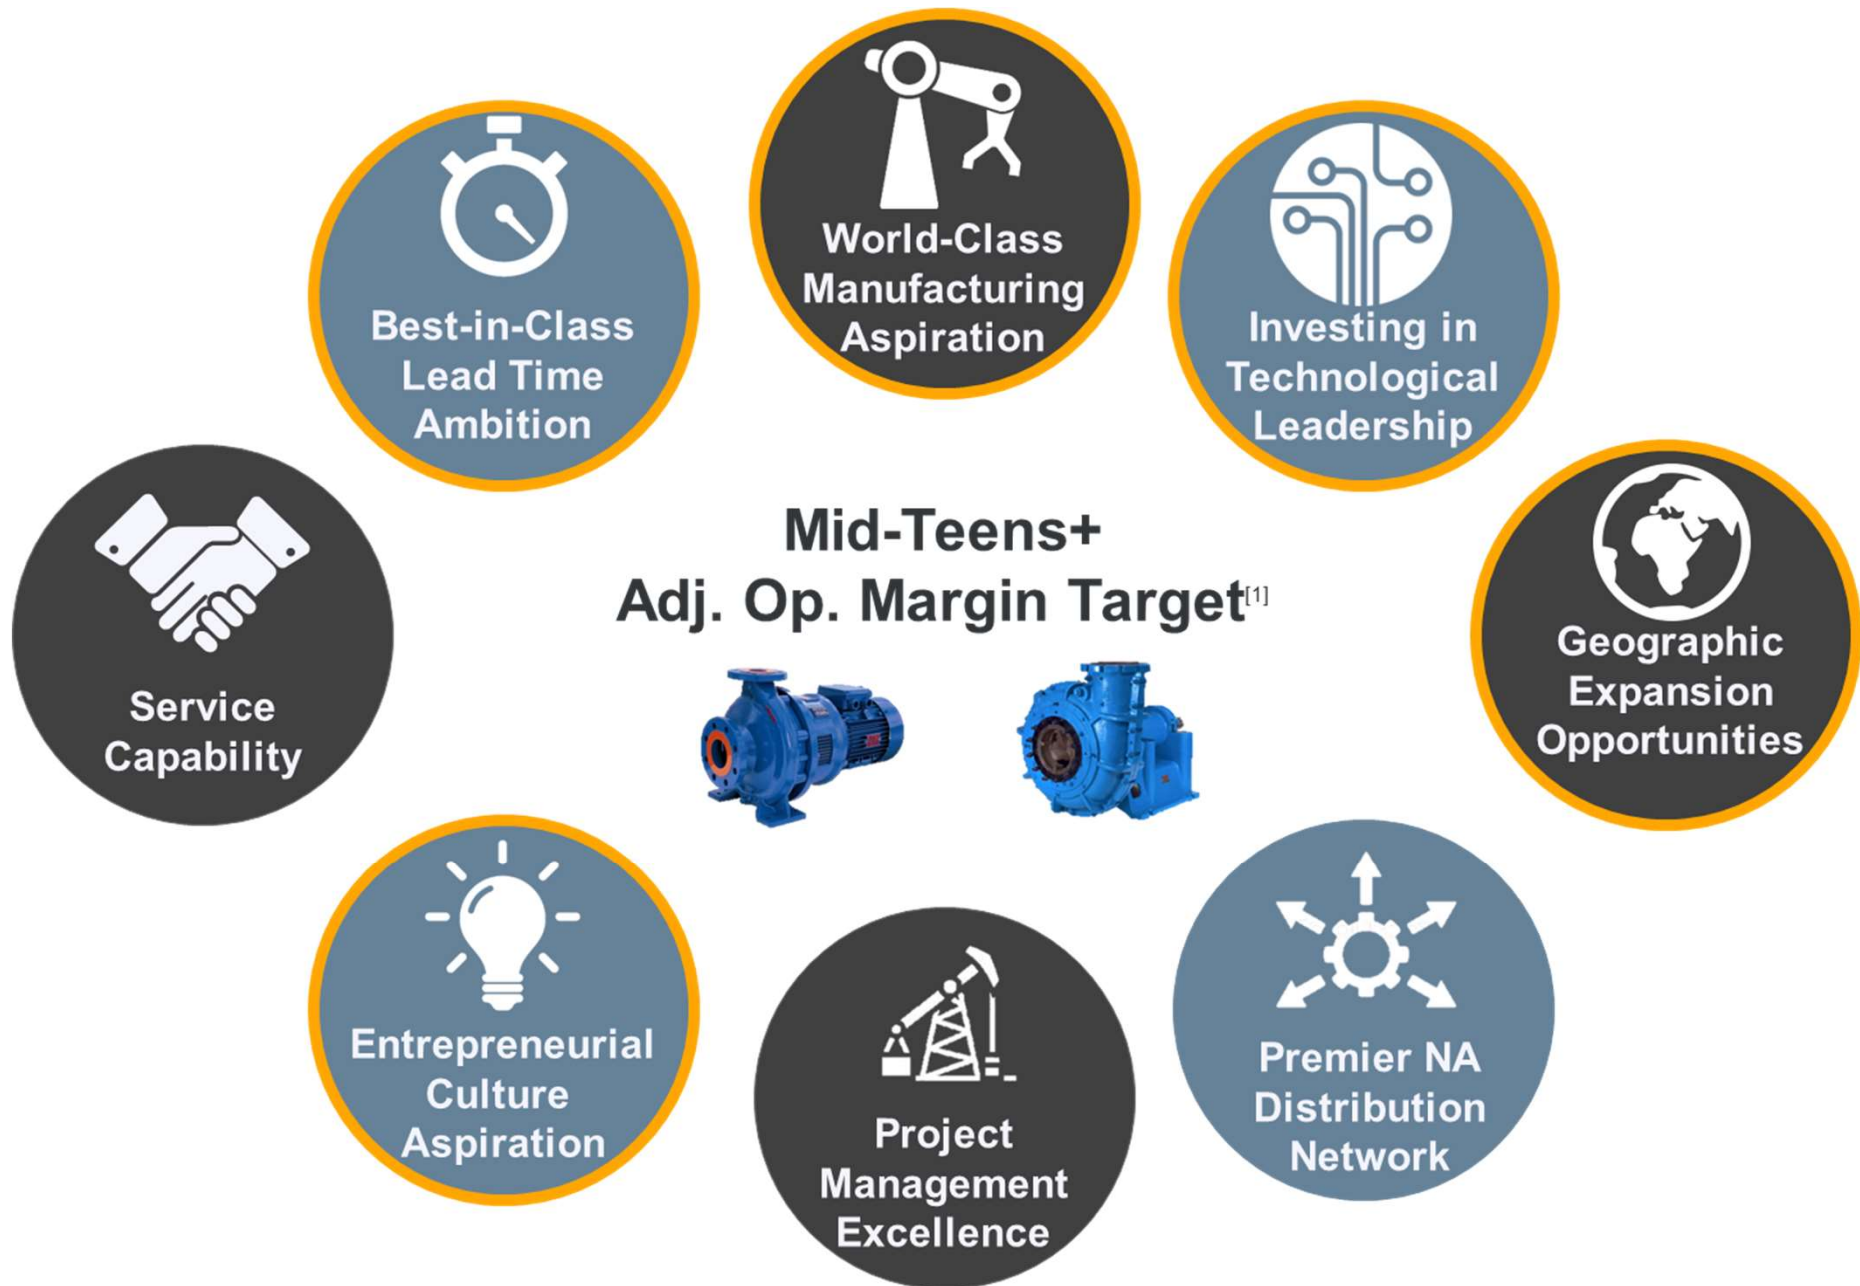 World-Class
Manufacturing
Aspiration
Best-in-Class
Lead Time
Ambition
Investing in
Technological
Leadership
Mid-Teens+
Adj. Op. Margin Target[1]
Service
Capability
Geographic
Expansion
Opportunities
Entrepreneurial
Culture
Aspiration
Project
Management
Excellence
Premier NA
Distribution
Network